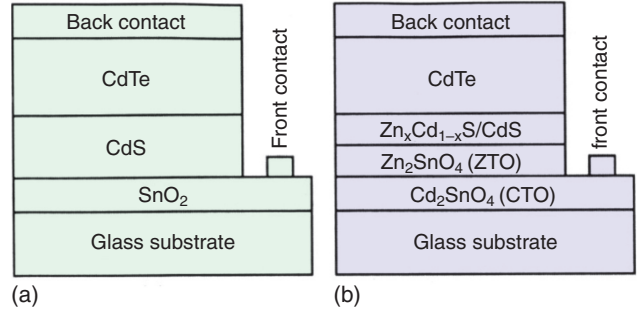 Back contact
CdTe
CdS
Front contact
SnO₂
Glass substrate
(a)
Back contact
CdTe
ZnₓCd₁₋ₓS/CdS
Zn₂SnO₄ (ZTO)
front contact
Cd₂SnO₄ (CTO)
Glass substrate
(b)